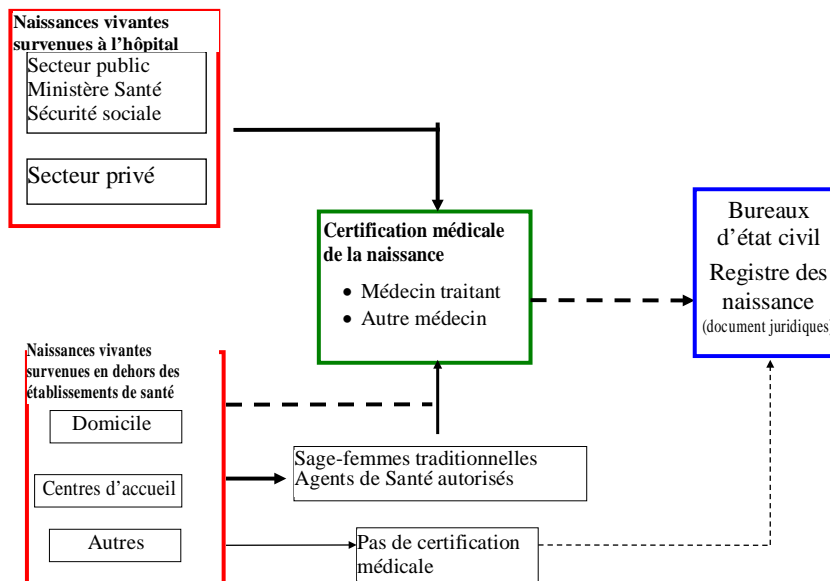 Naissances vivantes
survenues à l'hôpital
Secteur public
Ministère Santé
Sécurité sociale
Secteur privé
Certification médicale
de la naissance
• Médecin traitant
• Autre médecin
Bureaux
d'état civil
Registre des
naissance
(document juridiques)
Naissances vivantes
survenues en dehors des
établissements de santé
Domicile
Centres d'accueil
Autres
Sage-femmes traditionnelles
Agents de Santé autorisés
Pas de certification
médicale